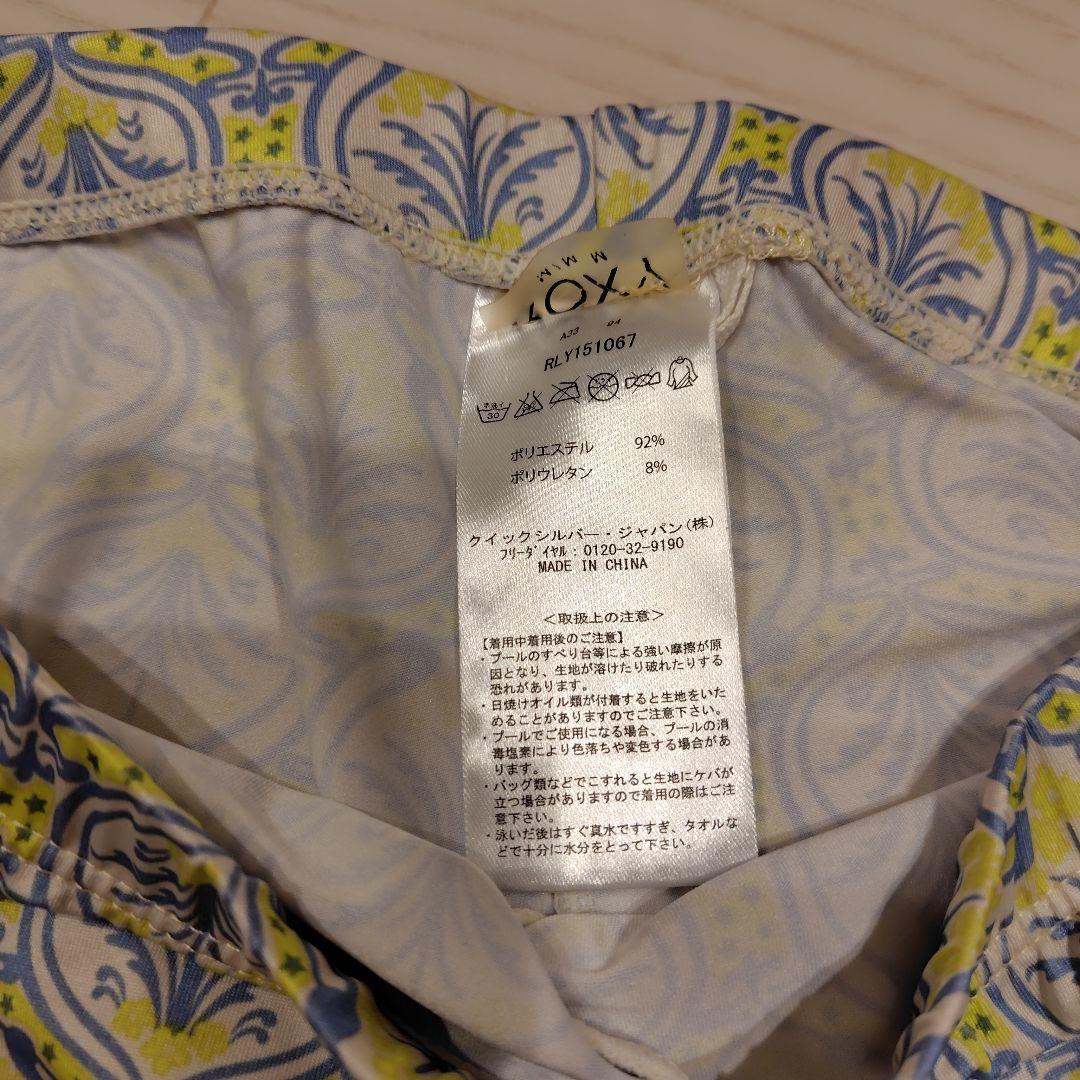 M M/M
ROXY
A33 04
RLY151067
手洗イ
30
ポリエステル 92%
ポリウレタン 8%
クイックシルバー・ジャパン(株)
フリーダイヤル:0120-32-9190
MADE IN CHINA
<取扱上の注意>
【着用中着用後のご注意】
・プールのすべり台等による強い摩擦が原
因となり、生地が溶けたり破れたりする
恐れがあります。
・日焼けオイル類が付着すると生地をいた
めることがありますのでご注意下さい。
・プールでご使用になる場合、プールの消
毒塩素により色落ちや変色する場合があ
ります。
・バッグ類などでこすれると生地にケバが
立つ場合がありますので着用の際はご注
意下さい。
・泳いだ後はすぐ真水ですすぎ、タオルな
どで十分に水分をとって下さい。